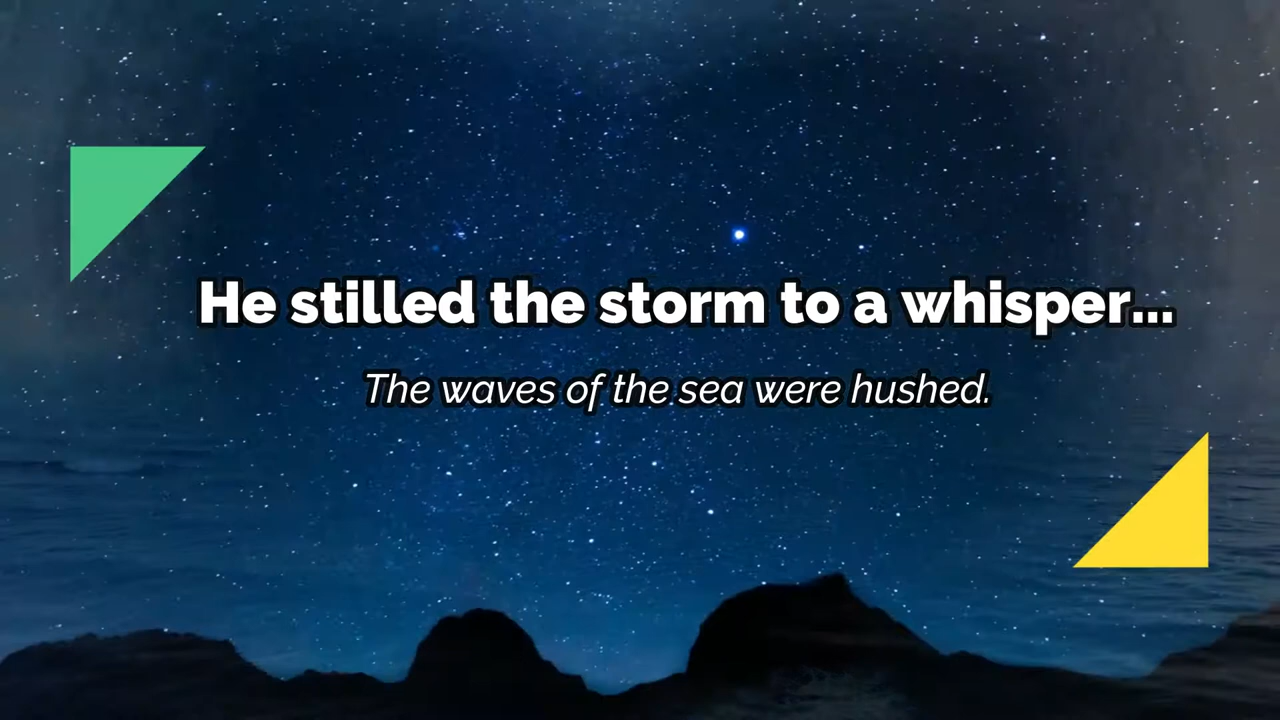 He stilled the storm to a whisper...
The waves of the sea were hushed.